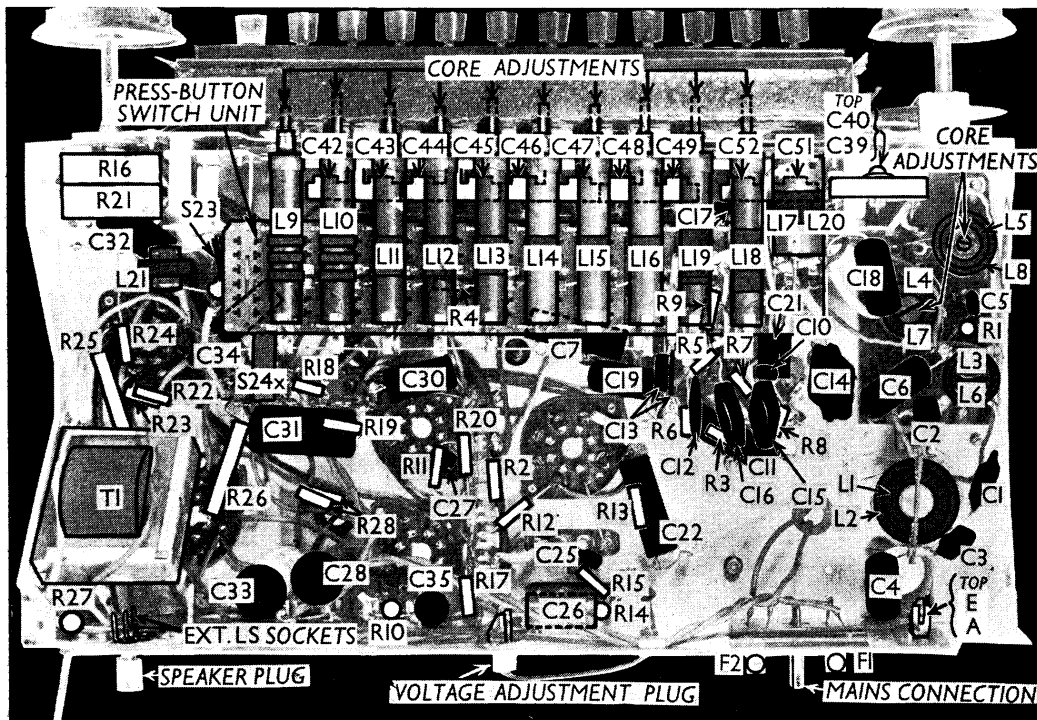 CORE ADJUSTMENTS
PRESS-BUTTON
SWITCH UNIT
TOP
C40
C39
CORE
ADJUSTMENTS
C42 C43 C44 C45 C46 C47 C48 C49 C52 C51
R16
R21
S23
C32
L21
L9 L10 L11 L12 L13 L14 L15 L16 L19 L18 L17 L20
C17
L5
L8
C18
L4
C5
R1
R4
R9
C21
C10
L7
L3
R25
R24
C34
S24x
R18
C7
R5
R7
C30
C19
C14
C6
L6
R22
R23
C31
R19
R20
C13
R6
C12
R3
C16
C11
C15
R8
C2
T1
R26
R28
R11
C27
R2
R12
R13
C22
L1
L2
C1
C3
C33
C28
C35
R17
C25
R15
C26
R14
C4
TOP
E
A
R27
R10
EXT. LS SOCKETS
F2
F1
SPEAKER PLUG
VOLTAGE ADJUSTMENT PLUG
MAINS CONNECTION